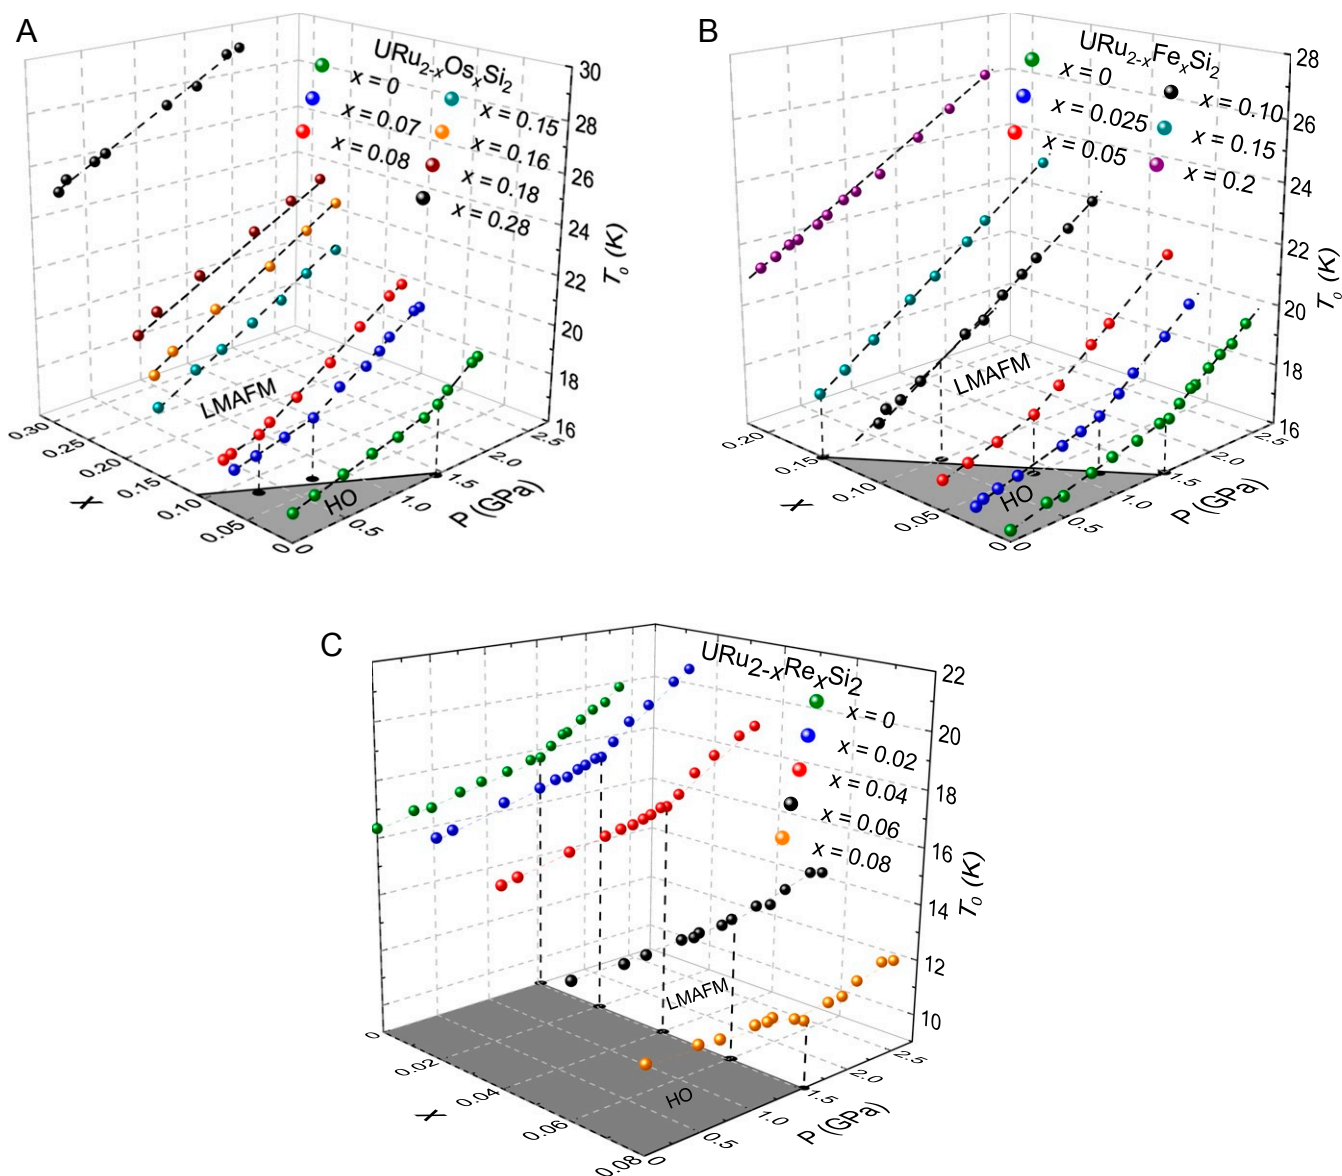 A
URu2-xOsxSi2
x = 0
x = 0.07
x = 0.08
x = 0.15
x = 0.16
x = 0.18
x = 0.28
30
28
26
24
22
20
18
16
T0 (K)
LMAFM
HO
0.30
0.25
0.20
0.15
0.10
0.05
0
X
0
0.5
1.0
1.5
2.0
2.5
P (GPa)
B
URu2-xFexSi2
x = 0
x = 0.025
x = 0.05
x = 0.10
x = 0.15
x = 0.2
28
26
24
22
20
18
16
T0 (K)
LMAFM
HO
0.20
0.15
0.10
0.05
0
X
0
0.5
1.0
1.5
2.0
2.5
P (GPa)
C
URu2-xRexSi2
x = 0
x = 0.02
x = 0.04
x = 0.06
x = 0.08
22
20
18
16
14
12
10
T0 (K)
LMAFM
HO
0
0.02
0.04
0.06
0.08
X
0
0.5
1.0
1.5
2.0
2.5
P (GPa)